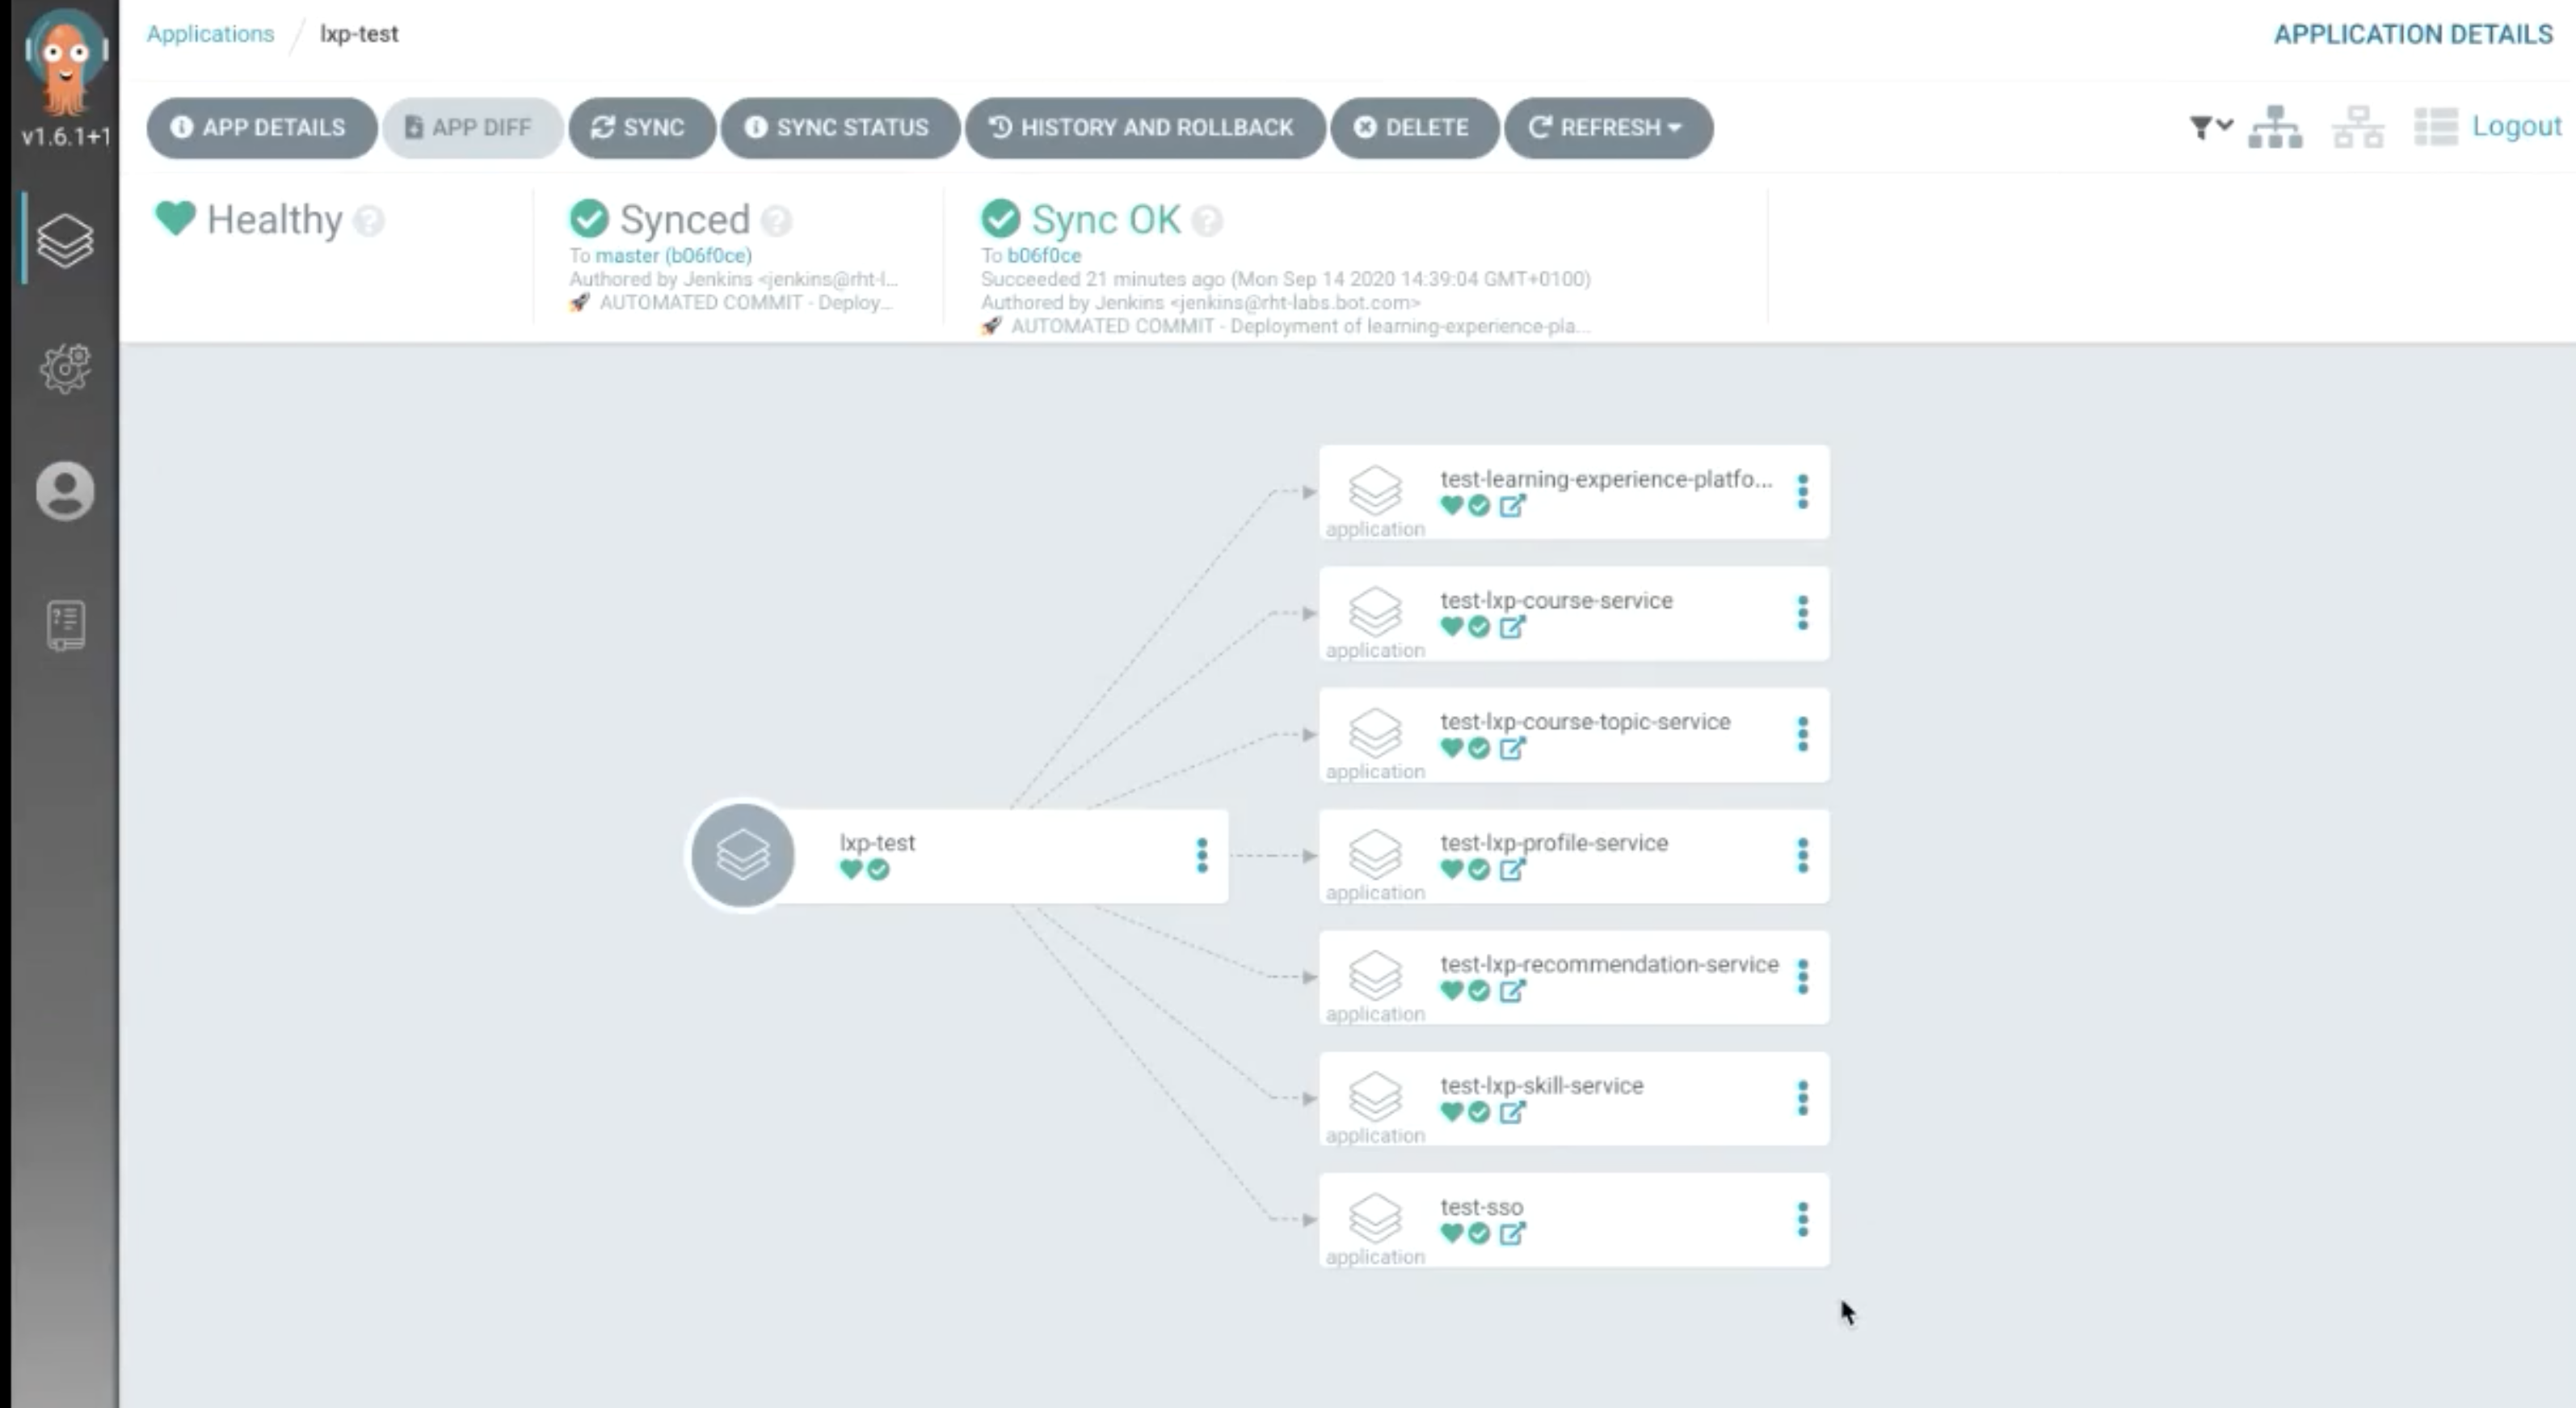 Applications / lxp-test
APPLICATION DETAILS
v1.6.1+1
APP DETAILS
APP DIFF
SYNC
SYNC STATUS
HISTORY AND ROLLBACK
DELETE
REFRESH
Logout
Healthy
Synced
To master (b06f0ce)
Authored by Jenkins <jenkins@rht-l...
AUTOMATED COMMIT - Deploy...
Sync OK
To b06f0ce
Succeeded 21 minutes ago (Mon Sep 14 2020 14:39:04 GMT+0100)
Authored by Jenkins <jenkins@rht-labs.bot.com>
AUTOMATED COMMIT - Deployment of learning-experience-pla...
lxp-test
test-learning-experience-platfo...
application
test-lxp-course-service
application
test-lxp-course-topic-service
application
test-lxp-profile-service
application
test-lxp-recommendation-service
application
test-lxp-skill-service
application
test-sso
application